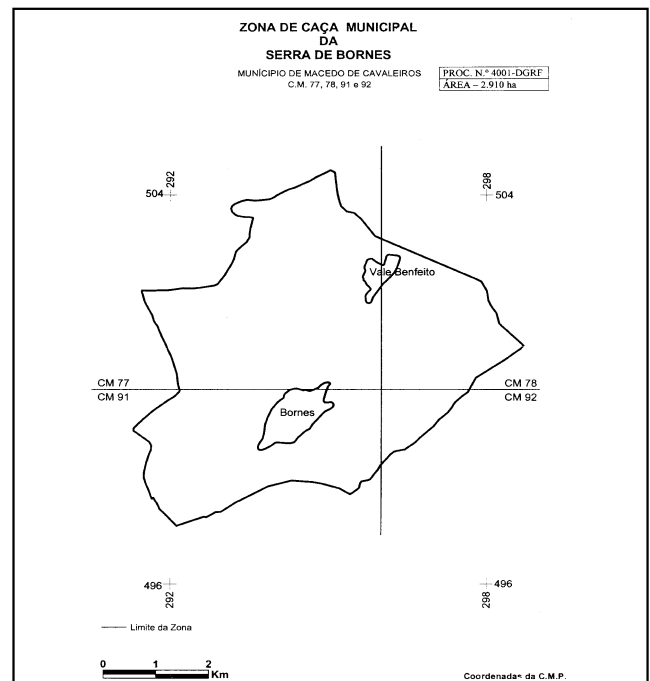 ZONA DE CAÇA MUNICIPAL
DA
SERRA DE BORNES
MUNÍCIPIO DE MACEDO DE CAVALEIROS
C.M. 77, 78, 91 e 92
PROC. N.º 4001-DGRF
ÁREA – 2.910 ha
292
298
504
504
Vale Benfeito
CM 77
CM 78
CM 91
CM 92
Bornes
496
496
292
298
Limite da Zona
0 1 2
Km
Coordenadas da C.M.P.